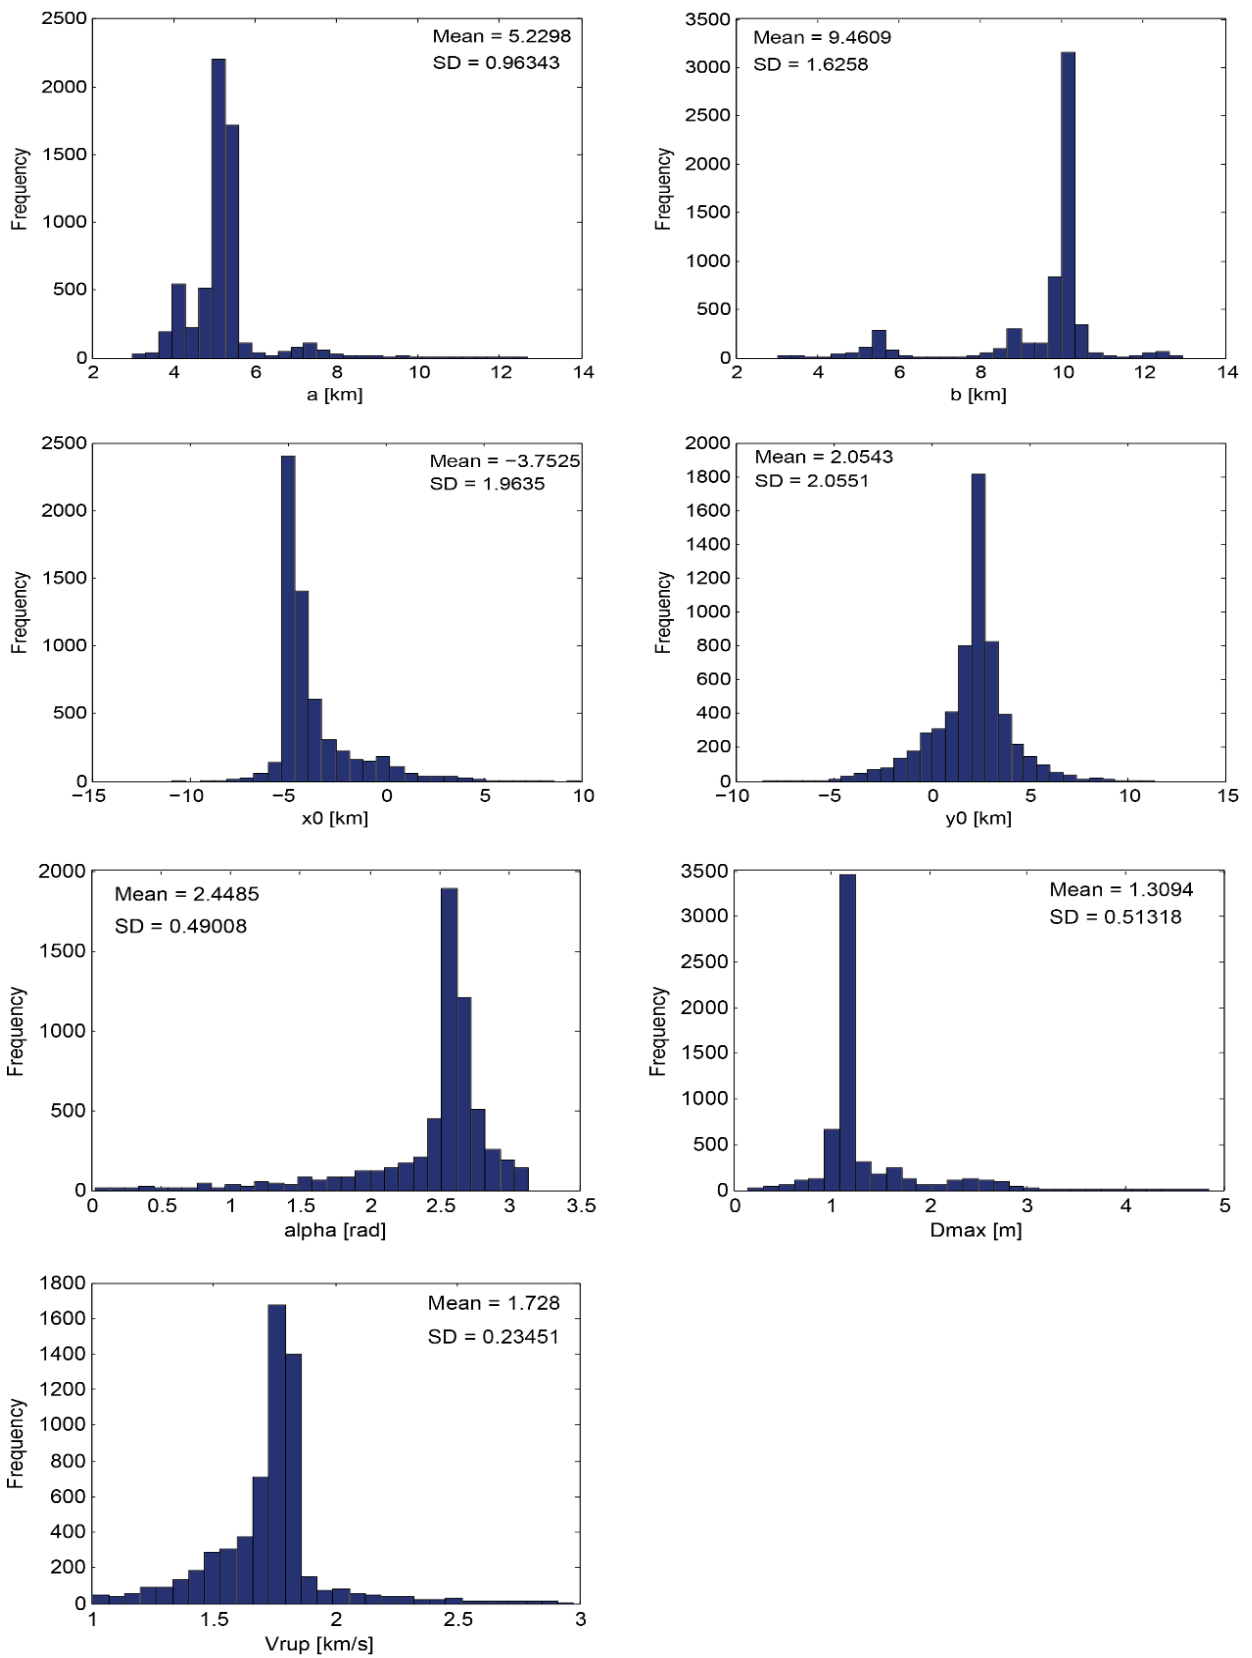 2500
2000
1500
1000
500
0
Frequency
Mean = 5.2298
SD = 0.96343
2 4 6 8 10 12 14
a [km]
3500
3000
2500
2000
1500
1000
500
0
Frequency
Mean = 9.4609
SD = 1.6258
2 4 6 8 10 12 14
b [km]
2500
2000
1500
1000
500
0
Frequency
Mean = −3.7525
SD = 1.9635
−15 −10 −5 0 5 10
x0 [km]
2000
1800
1600
1400
1200
1000
800
600
400
200
0
Frequency
Mean = 2.0543
SD = 2.0551
−10 −5 0 5 10 15
y0 [km]
2000
1500
1000
500
0
Frequency
Mean = 2.4485
SD = 0.49008
0 0.5 1 1.5 2 2.5 3 3.5
alpha [rad]
3500
3000
2500
2000
1500
1000
500
0
Frequency
Mean = 1.3094
SD = 0.51318
0 1 2 3 4 5
Dmax [m]
1800
1600
1400
1200
1000
800
600
400
200
0
Frequency
Mean = 1.728
SD = 0.23451
1 1.5 2 2.5 3
Vrup [km/s]